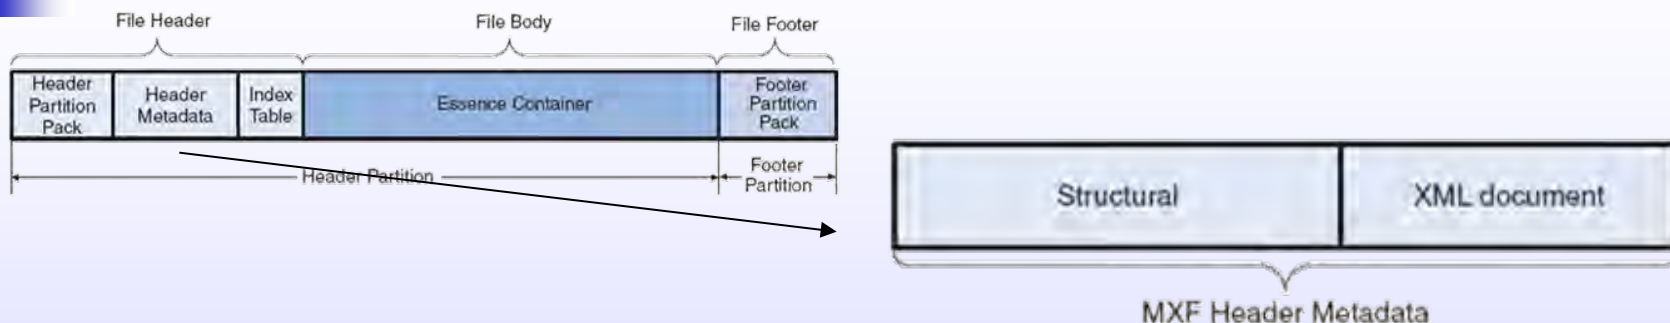 File Header
File Body
File Footer
Header
Partition
Pack
Header
Metadata
Index
Table
Essence Container
Footer
Partition
Pack
Header Partition
Footer
Partition
Structural
XML document
MXF Header Metadata